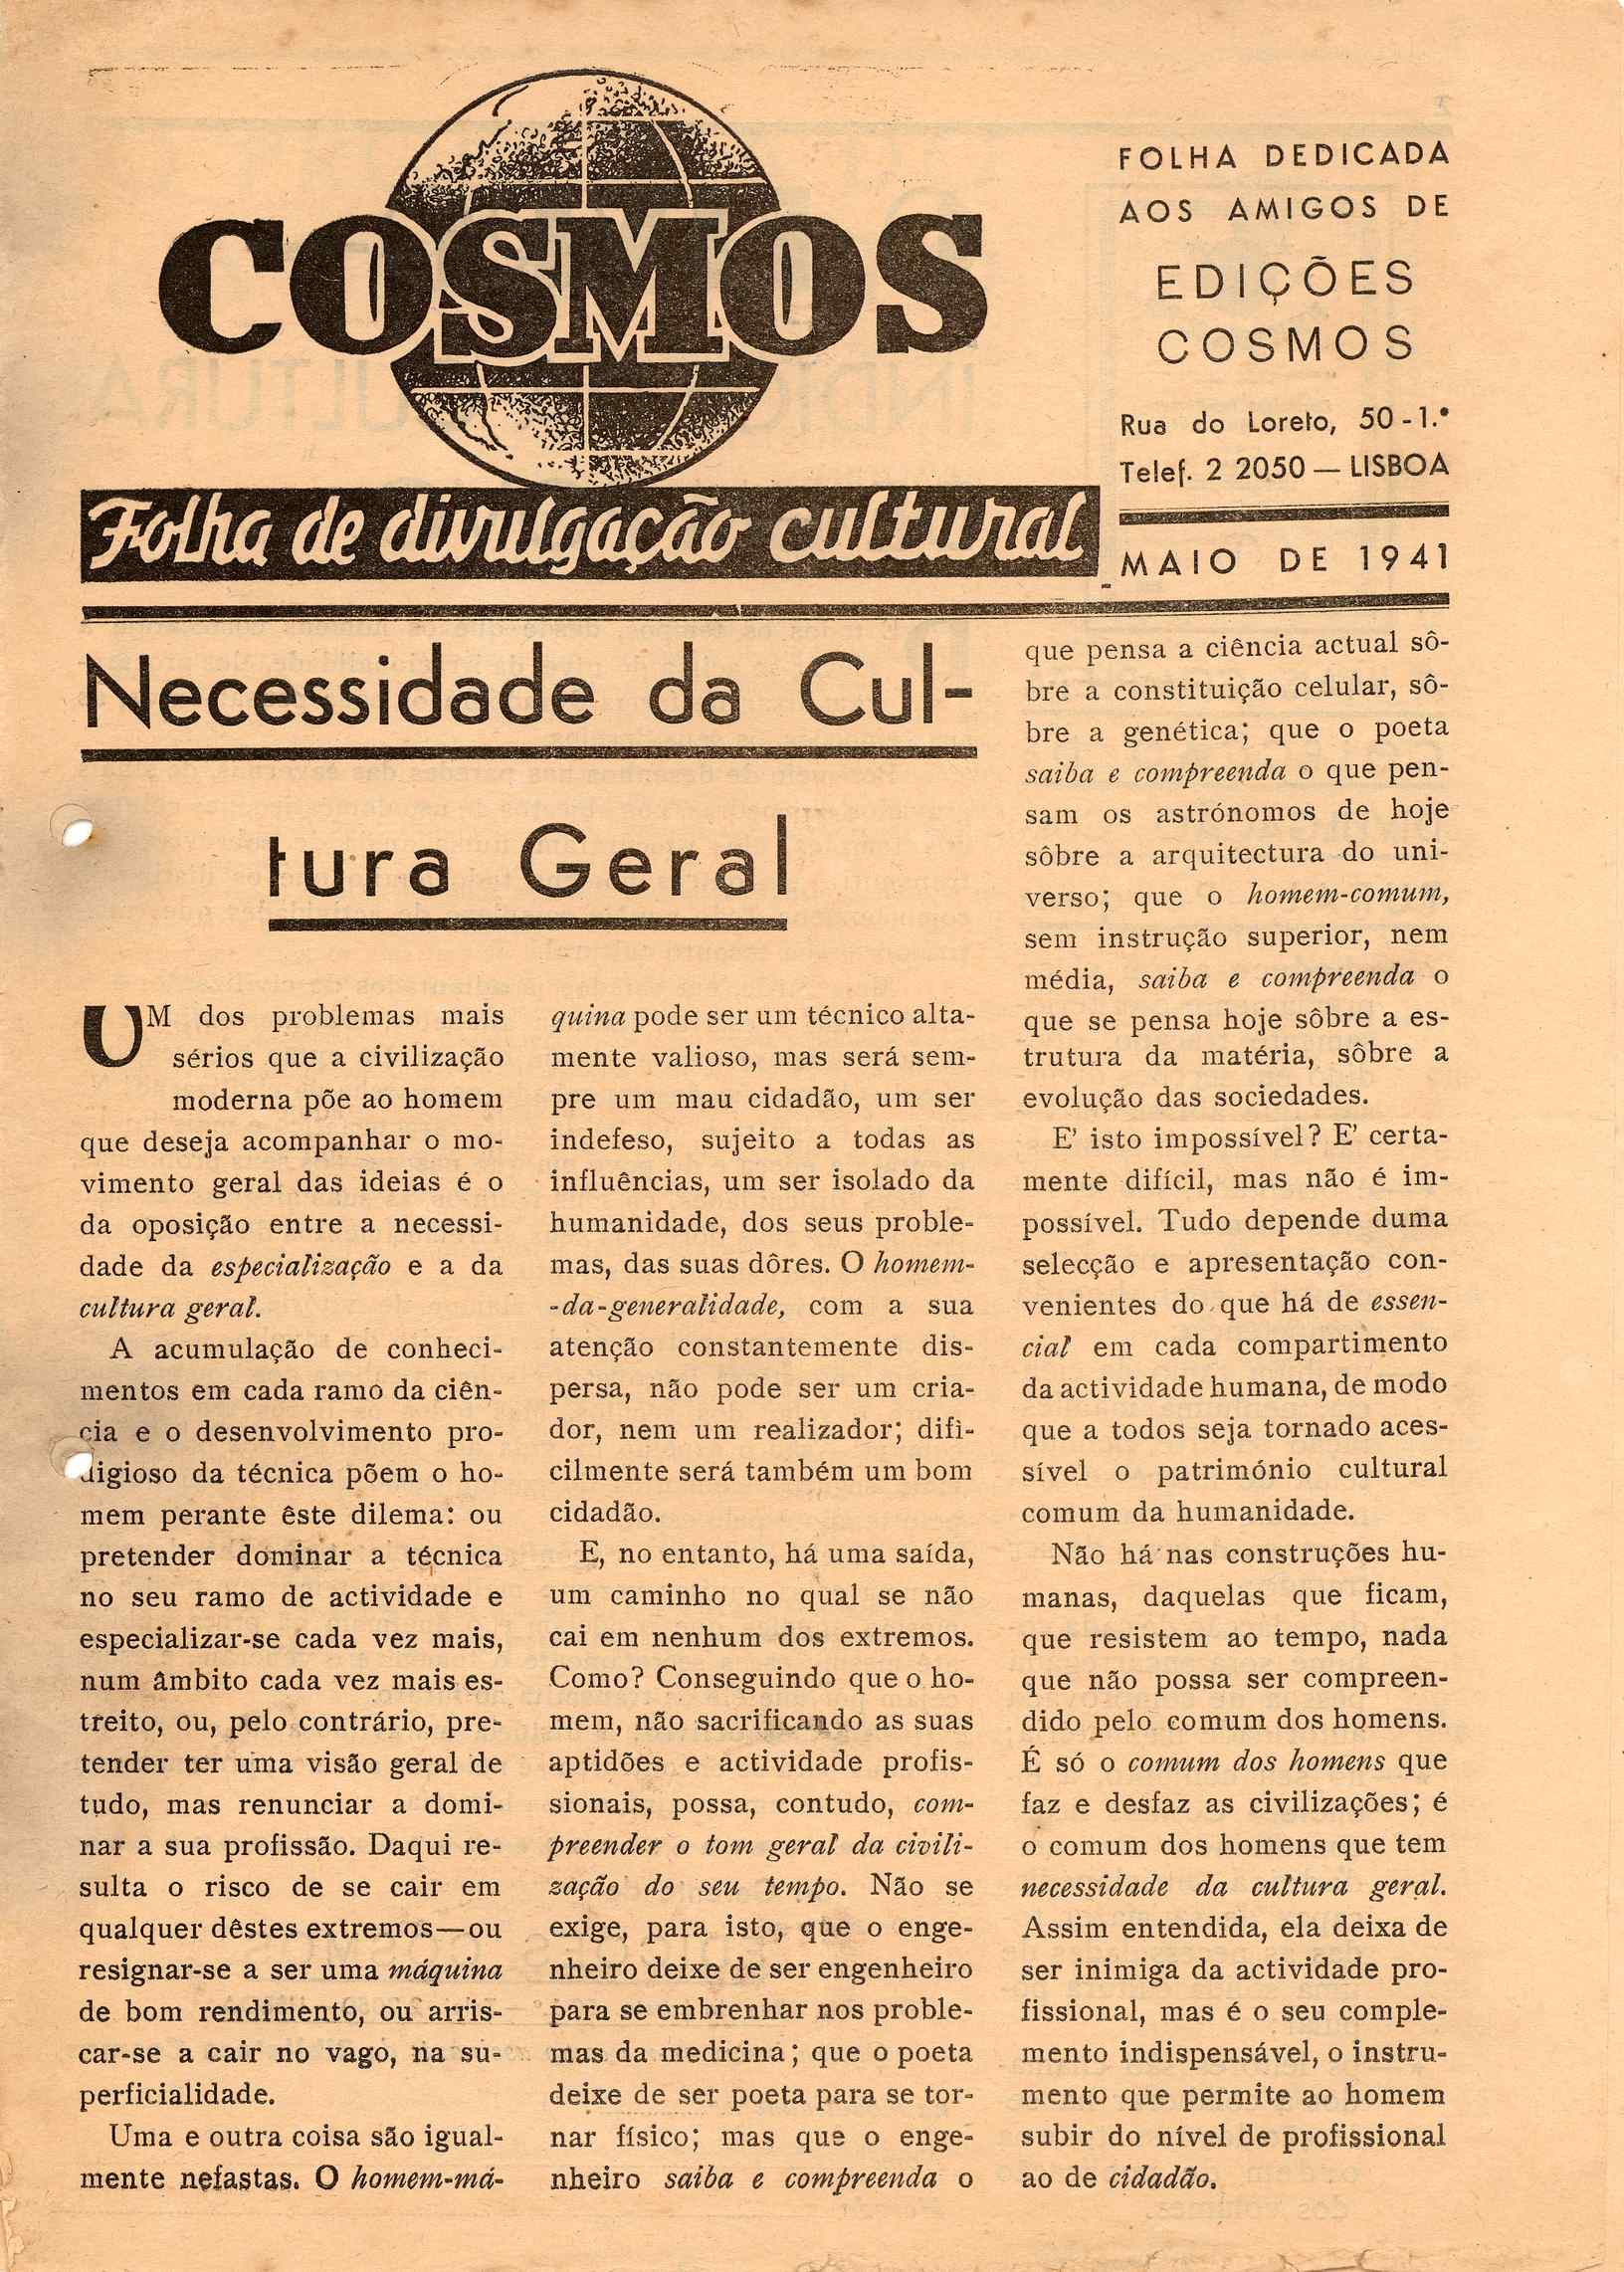 COSMOS
Folha de divulgação cultural
FOLHA DEDICADA
AOS AMIGOS DE
EDIÇÕES
COSMOS
Rua do Loreto, 50-1.º
Telef. 2 2050 — LISBOA
MAIO DE 1941
Necessidade da Cul-
tura Geral
UM dos problemas mais
sérios que a civilização
moderna põe ao homem
que deseja acompanhar o mo-
vimento geral das ideias é o
da oposição entre a necessi-
dade da especialização e a da
cultura geral.
A acumulação de conheci-
mentos em cada ramo da ciên-
cia e o desenvolvimento pro-
digioso da técnica põem o ho-
mem perante êste dilema: ou
pretender dominar a técnica
no seu ramo de actividade e
especializar-se cada vez mais,
num âmbito cada vez mais es-
treito, ou, pelo contrário, pre-
tender ter uma visão geral de
tudo, mas renunciar a domi-
nar a sua profissão. Daqui re-
sulta o risco de se cair em
qualquer dêstes extremos—ou
resignar-se a ser uma máquina
de bom rendimento, ou arris-
car-se a cair no vago, na su-
perficialidade.
Uma e outra coisa são igual-
mente nefastas. O homem-má-
quina pode ser um técnico alta-
mente valioso, mas será sem-
pre um mau cidadão, um ser
indefeso, sujeito a todas as
influências, um ser isolado da
humanidade, dos seus proble-
mas, das suas dôres. O homem-
-da-generalidade, com a sua
atenção constantemente dis-
persa, não pode ser um cria-
dor, nem um realizador; difi-
cilmente será também um bom
cidadão.
E, no entanto, há uma saída,
um caminho no qual se não
cai em nenhum dos extremos.
Como? Conseguindo que o ho-
mem, não sacrificando as suas
aptidões e actividade profis-
sionais, possa, contudo, com-
preender o tom geral da civili-
zação do seu tempo. Não se
exige, para isto, que o enge-
nheiro deixe de ser engenheiro
para se embrenhar nos proble-
mas da medicina; que o poeta
deixe de ser poeta para se tor-
nar físico; mas que o enge-
nheiro saiba e compreenda o
que pensa a ciência actual sô-
bre a constituição celular, sô-
bre a genética; que o poeta
saiba e compreenda o que pen-
sam os astrónomos de hoje
sôbre a arquitectura do uni-
verso; que o homem-comum,
sem instrução superior, nem
média, saiba e compreenda o
que se pensa hoje sôbre a es-
trutura da matéria, sôbre a
evolução das sociedades.
E' isto impossível? E' certa-
mente difícil, mas não é im-
possível. Tudo depende duma
selecção e apresentação con-
venientes do que há de essen-
cial em cada compartimento
da actividade humana, de modo
que a todos seja tornado aces-
sível o património cultural
comum da humanidade.
Não há nas construções hu-
manas, daquelas que ficam,
que resistem ao tempo, nada
que não possa ser compreen-
dido pelo comum dos homens.
É só o comum dos homens que
faz e desfaz as civilizações; é
o comum dos homens que tem
necessidade da cultura geral.
Assim entendida, ela deixa de
ser inimiga da actividade pro-
fissional, mas é o seu comple-
mento indispensável, o instru-
mento que permite ao homem
subir do nível de profissional
ao de cidadão.